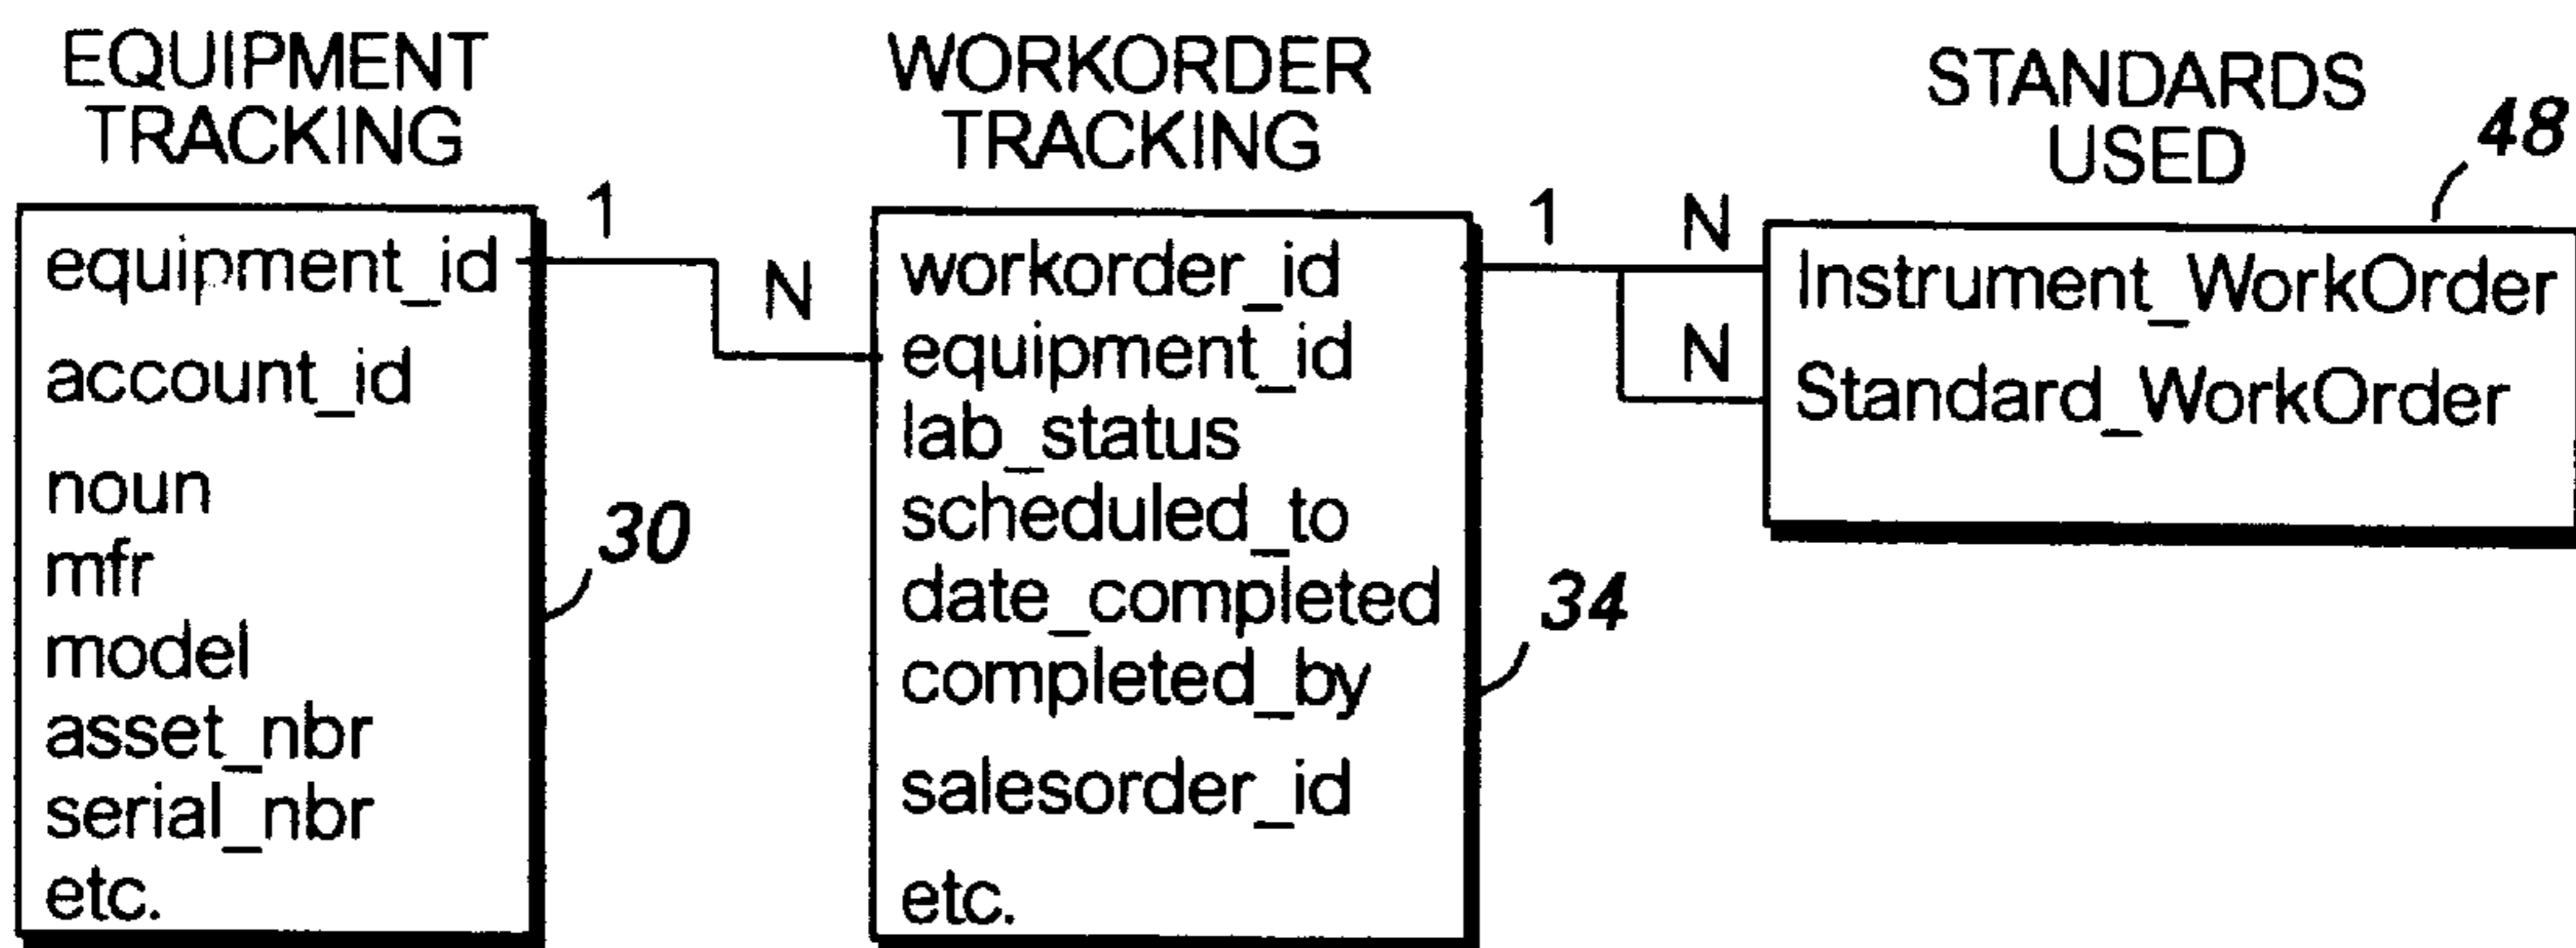 EQUIPMENT
TRACKING
equipment_id
account_id
noun
mfr
model
asset_nbr
serial_nbr
etc.
30
1
N
WORKORDER
TRACKING
workorder_id
equipment_id
lab_status
scheduled_to
date_completed
completed_by
salesorder_id
etc.
34
1
N
N
STANDARDS
USED
48
Instrument_WorkOrder
Standard_WorkOrder